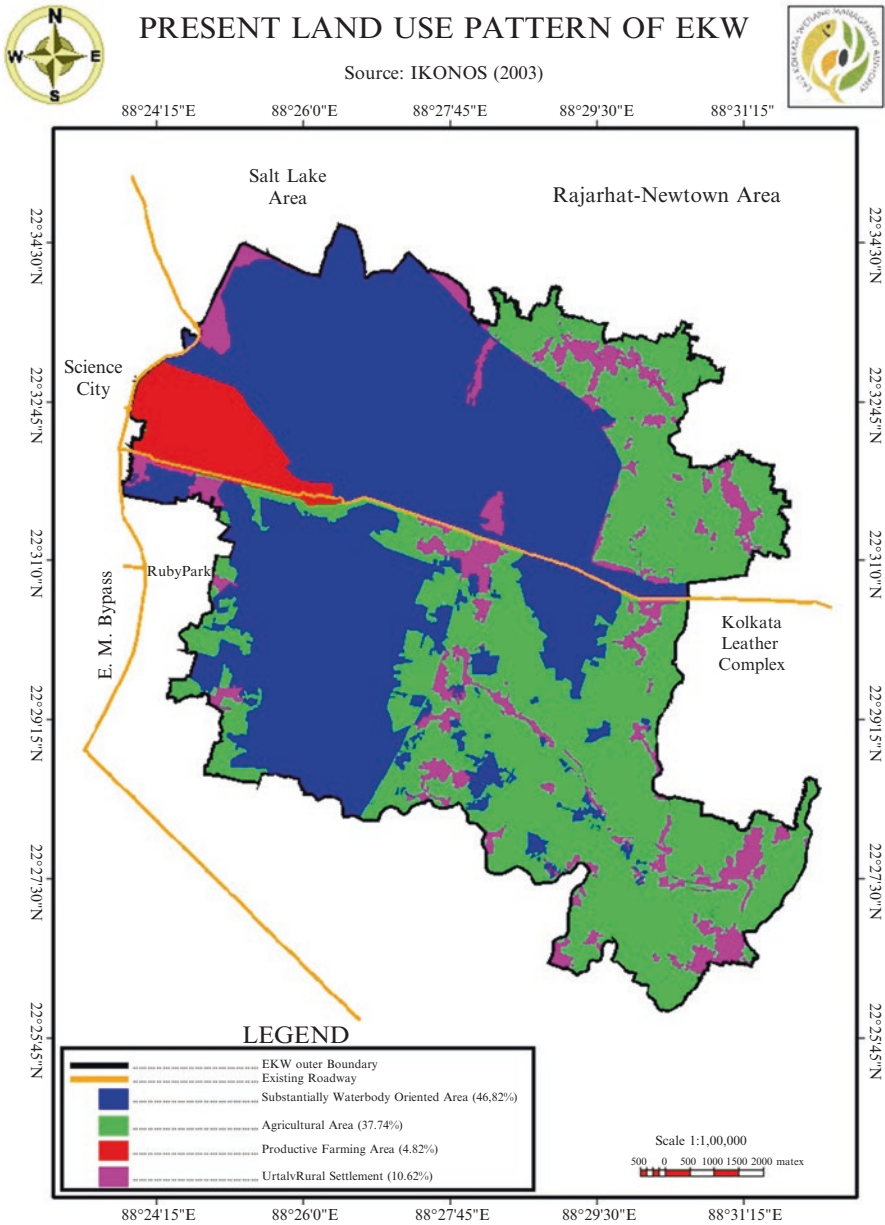 PRESENT LAND USE PATTERN OF EKW
Source: IKONOS (2003)
N
W
E
S
EAST KOLKATA WETLAND MANAGEMENT AUTHORITY
88°24'15"E 88°26'0"E 88°27'45"E 88°29'30"E 88°31'15"
22°34'30"N
22°32'45"N
22°31'0"N
22°29'15"N
22°27'30"N
22°25'45"N
Salt Lake
Area
Rajarhat-Newtown Area
Science
City
RubyPark
E. M. Bypass
Kolkata
Leather
Complex
22°34'30"N
22°32'45"N
22°31'0"N
22°29'15"N
22°27'30"N
22°25'45"N
LEGEND
EKW outer Boundary
Existing Roadway
Substantially Waterbody Oriented Area (46,82%)
Agricultural Area (37.74%)
Productive Farming Area (4.82%)
UrtalvRural Settlement (10.62%)
Scale 1:1,00,000
500 0 500 1000 1500 2000 matex
88°24'15"E 88°26'0"E 88°27'45"E 88°29'30"E 88°31'15"E